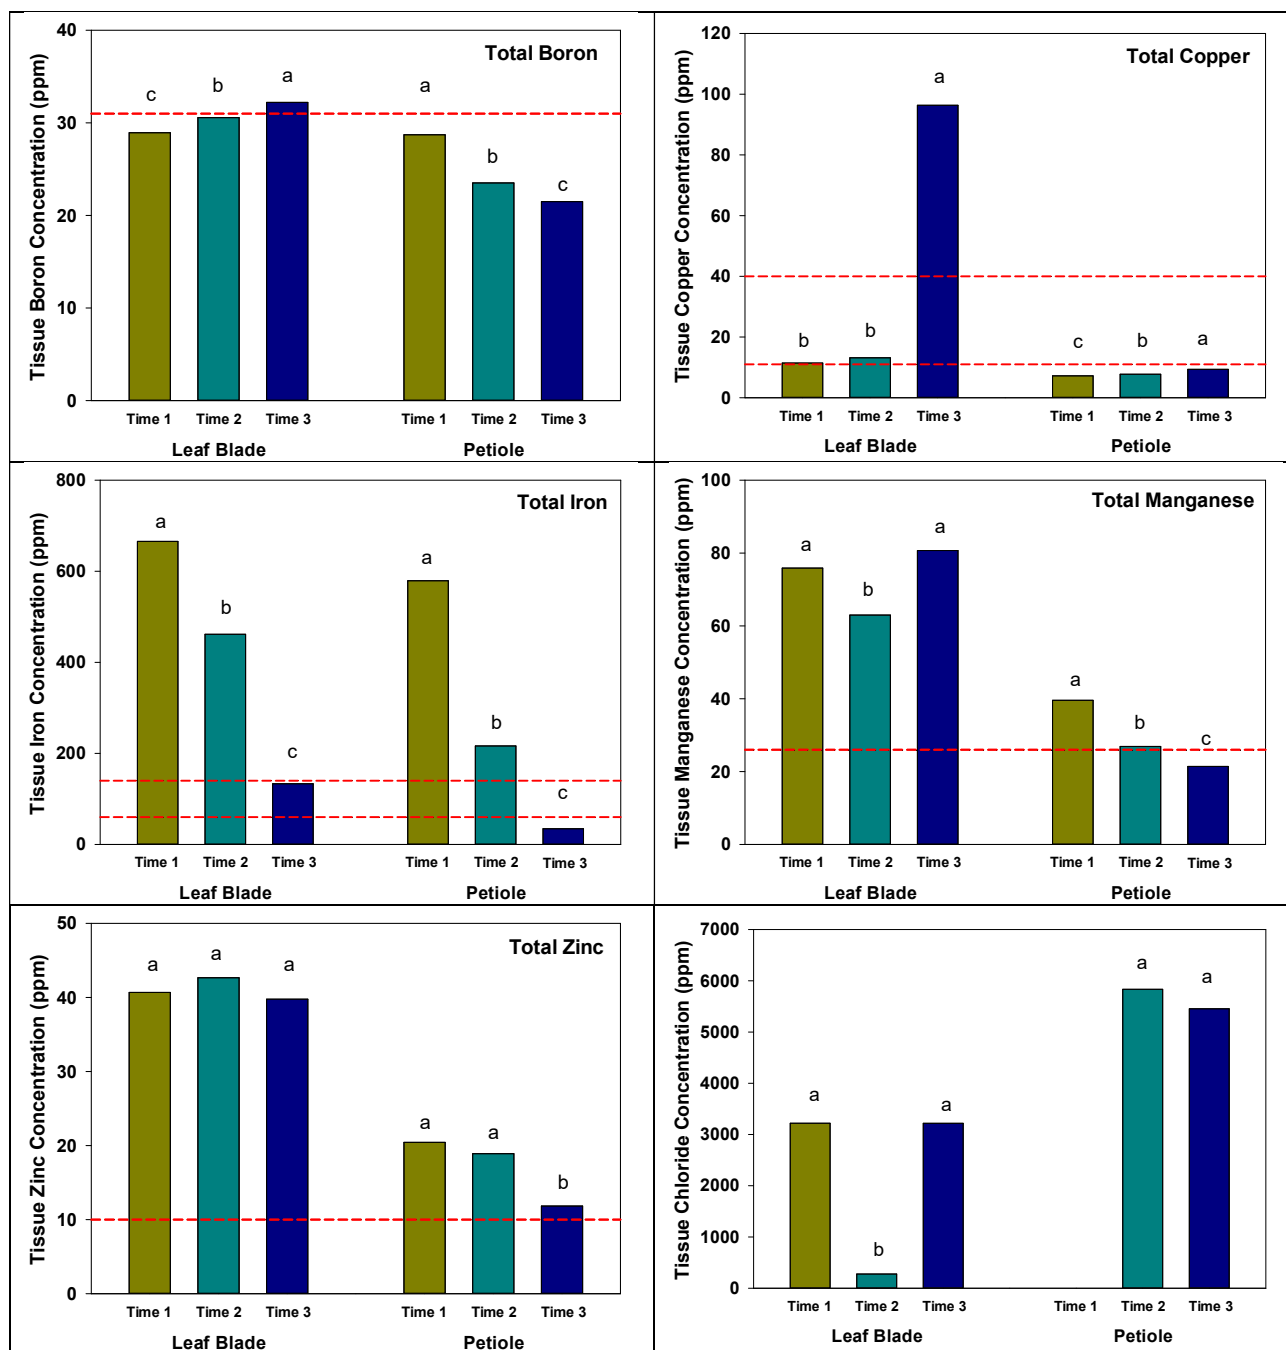 Total Boron
Tissue Boron Concentration (ppm)
40
30
20
10
0
c b a a b c
Time 1 Time 2 Time 3 Time 1 Time 2 Time 3
Leaf Blade Petiole
Total Copper
Tissue Copper Concentration (ppm)
120
100
80
60
40
20
0
b b a c b a
Time 1 Time 2 Time 3 Time 1 Time 2 Time 3
Leaf Blade Petiole
Total Iron
Tissue Iron Concentration (ppm)
800
600
400
200
0
a b c a b c
Time 1 Time 2 Time 3 Time 1 Time 2 Time 3
Leaf Blade Petiole
Total Manganese
Tissue Manganese Concentration (ppm)
100
80
60
40
20
0
a b a a b c
Time 1 Time 2 Time 3 Time 1 Time 2 Time 3
Leaf Blade Petiole
Total Zinc
Tissue Zinc Concentration (ppm)
50
40
30
20
10
0
a a a a a b
Time 1 Time 2 Time 3 Time 1 Time 2 Time 3
Leaf Blade Petiole
Tissue Chloride Concentration (ppm)
7000
6000
5000
4000
3000
2000
1000
0
a b a a a
Time 1 Time 2 Time 3 Time 1 Time 2 Time 3
Leaf Blade Petiole